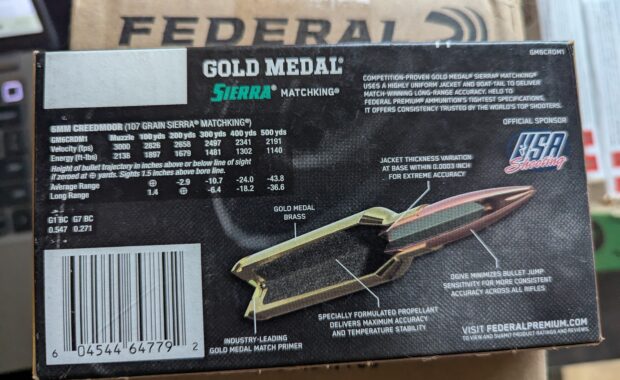 FEDERAL
GM6CRDM1
GOLD MEDAL®
SIERRA® MATCHKING®
COMPETITION-PROVEN GOLD MEDAL® SIERRA® MATCHKING®
USES A HIGHLY UNIFORM JACKET AND BOAT-TAIL TO DELIVER
MATCH-WINNING LONG-RANGE ACCURACY. HELD TO
FEDERAL PREMIUM® AMMUNITION'S TIGHTEST SPECIFICATIONS,
IT OFFERS CONSISTENCY TRUSTED BY THE WORLD'S TOP SHOOTERS.
OFFICIAL SPONSOR
USA
Shooting
6MM CREEDMOOR (107 GRAIN SIERRA® MATCHKING®)
GM6CRDM1 Muzzle 100 yds 200 yds 300 yds 400 yds 500 yds
Velocity (fps) 3000 2826 2658 2497 2341 2191
Energy (ft-lbs) 2138 1897 1679 1481 1302 1140
Height of bullet trajectory in inches above or below line of sight
if zeroed at ⊕ yards. Sights 1.5 inches above bore line.
Average Range ⊕ -2.9 -10.7 -24.0 -43.8
Long Range 1.4 ⊕ -6.4 -18.2 -36.6
G1 BC G7 BC
0.547 0.271
JACKET THICKNESS VARIATION
AT BASE WITHIN 0.0003 INCH
FOR EXTREME ACCURACY
GOLD MEDAL
BRASS
OGIVE MINIMIZES BULLET JUMP
SENSITIVITY FOR MORE CONSISTENT
ACCURACY ACROSS ALL RIFLES
SPECIALLY FORMULATED PROPELLANT
DELIVERS MAXIMUM ACCURACY
AND TEMPERATURE STABILITY
INDUSTRY-LEADING
GOLD MEDAL MATCH PRIMER
VISIT FEDERALPREMIUM.COM
TO VIEW AND SUBMIT PRODUCT RATINGS AND REVIEWS.
6 04544 64779 2